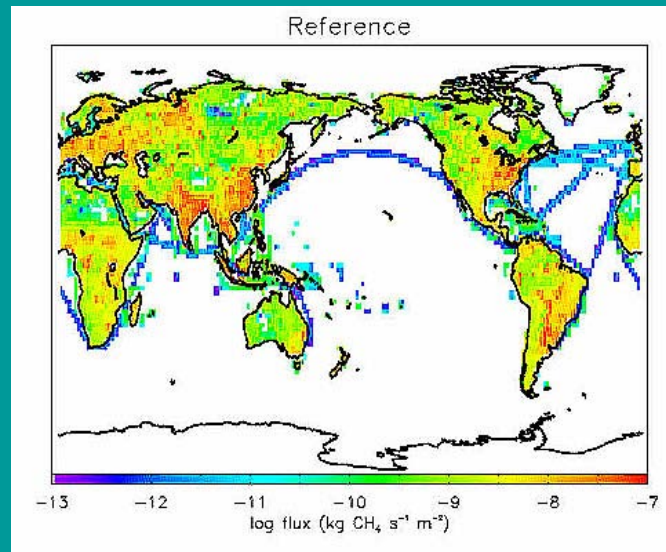 Reference
−13 −12 −11 −10 −9 −8 −7
log flux (kg CH₄ s⁻¹ m⁻²)